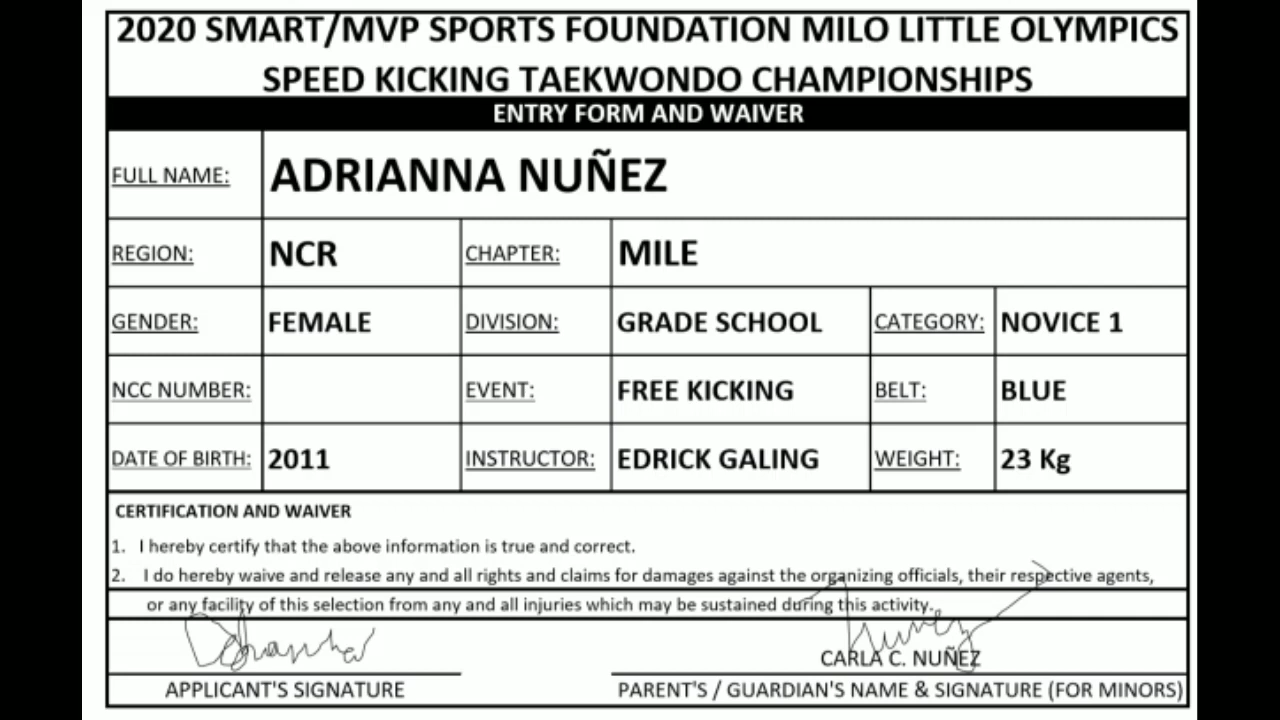 2020 SMART/MVP SPORTS FOUNDATION MILO LITTLE OLYMPICS
SPEED KICKING TAEKWONDO CHAMPIONSHIPS
ENTRY FORM AND WAIVER
FULL NAME: ADRIANNA NUÑEZ
REGION: NCR CHAPTER: MILE
GENDER: FEMALE DIVISION: GRADE SCHOOL CATEGORY: NOVICE 1
NCC NUMBER: EVENT: FREE KICKING BELT: BLUE
DATE OF BIRTH: 2011 INSTRUCTOR: EDRICK GALING WEIGHT: 23 Kg
CERTIFICATION AND WAIVER
1. I hereby certify that the above information is true and correct.
2. I do hereby waive and release any and all rights and claims for damages against the organizing officials, their respective agents,
or any facility of this selection from any and all injuries which may be sustained during this activity.
CARLA C. NUÑEZ
APPLICANT'S SIGNATURE PARENT'S / GUARDIAN'S NAME & SIGNATURE (FOR MINORS)